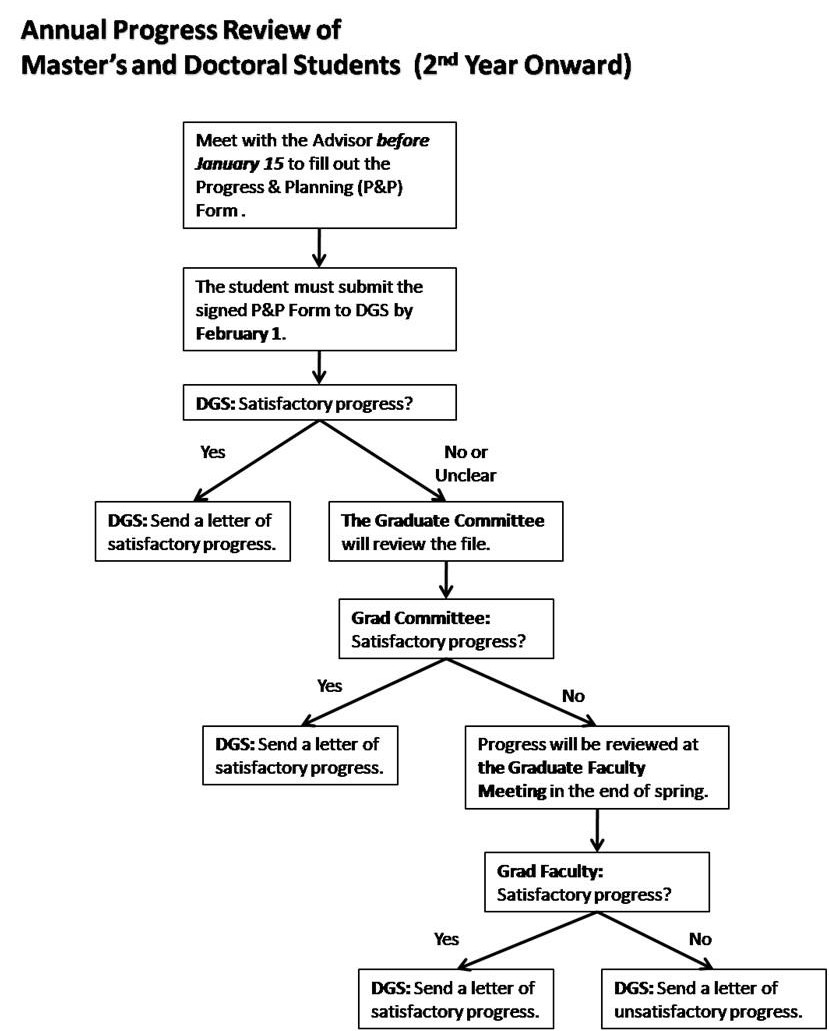 Annual Progress Review of
Master's and Doctoral Students (2nd Year Onward)
Meet with the Advisor before
January 15 to fill out the
Progress & Planning (P&P)
Form .
The student must submit the
signed P&P Form to DGS by
February 1.
DGS: Satisfactory progress?
Yes
No or
Unclear
DGS: Send a letter of
satisfactory progress.
The Graduate Committee
will review the file.
Grad Committee:
Satisfactory progress?
Yes
No
DGS: Send a letter of
satisfactory progress.
Progress will be reviewed at
the Graduate Faculty
Meeting in the end of spring.
Grad Faculty:
Satisfactory progress?
Yes
No
DGS: Send a letter of
satisfactory progress.
DGS: Send a letter of
unsatisfactory progress.